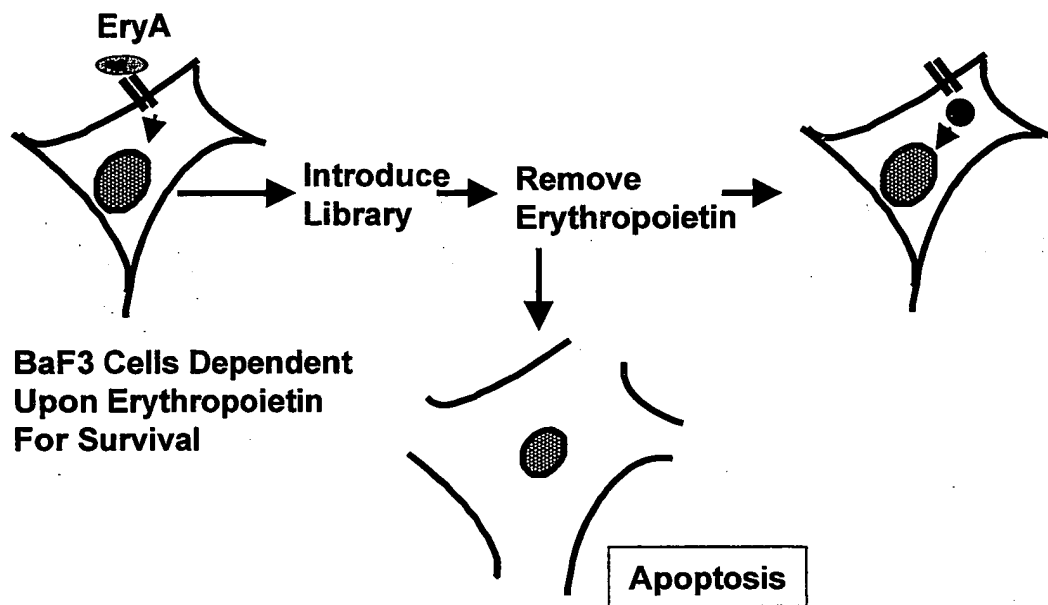 EryA
Introduce
Library
Remove
Erythropoietin
BaF3 Cells Dependent
Upon Erythropoietin
For Survival
Apoptosis